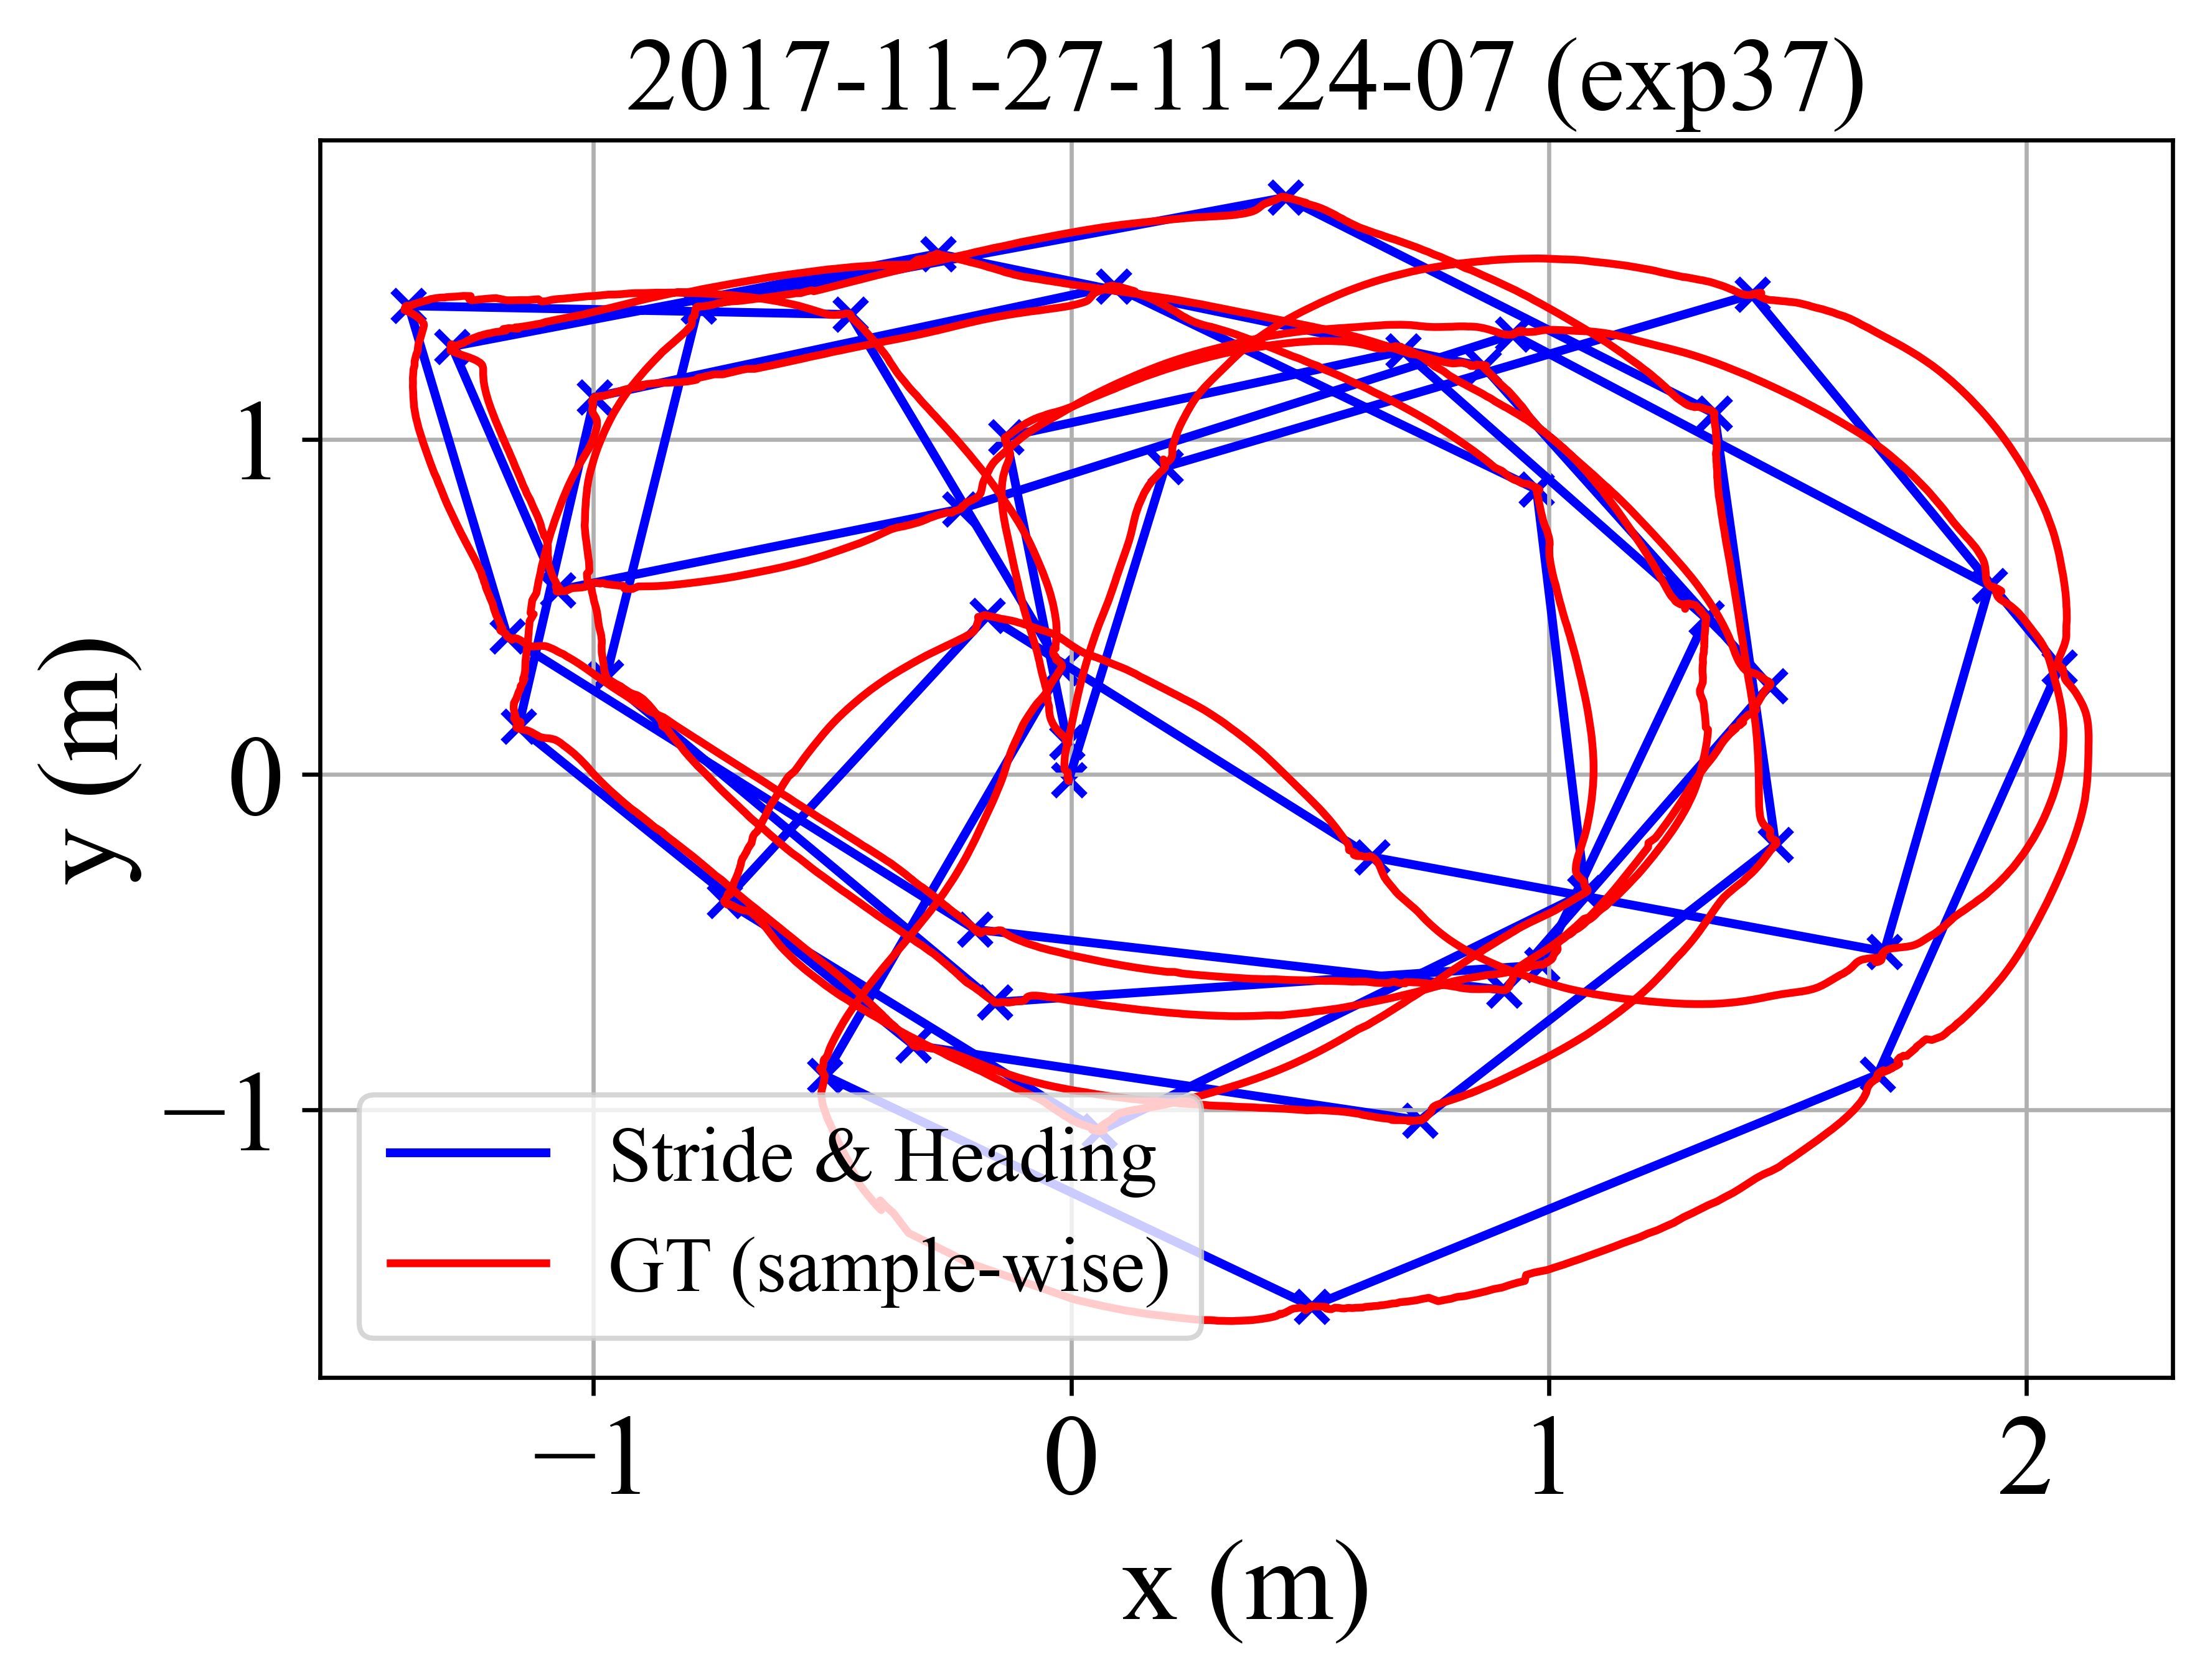 2017-11-27-11-24-07 (exp37)
y (m)
1
0
−1
Stride & Heading
GT (sample-wise)
−1 0 1 2
x (m)